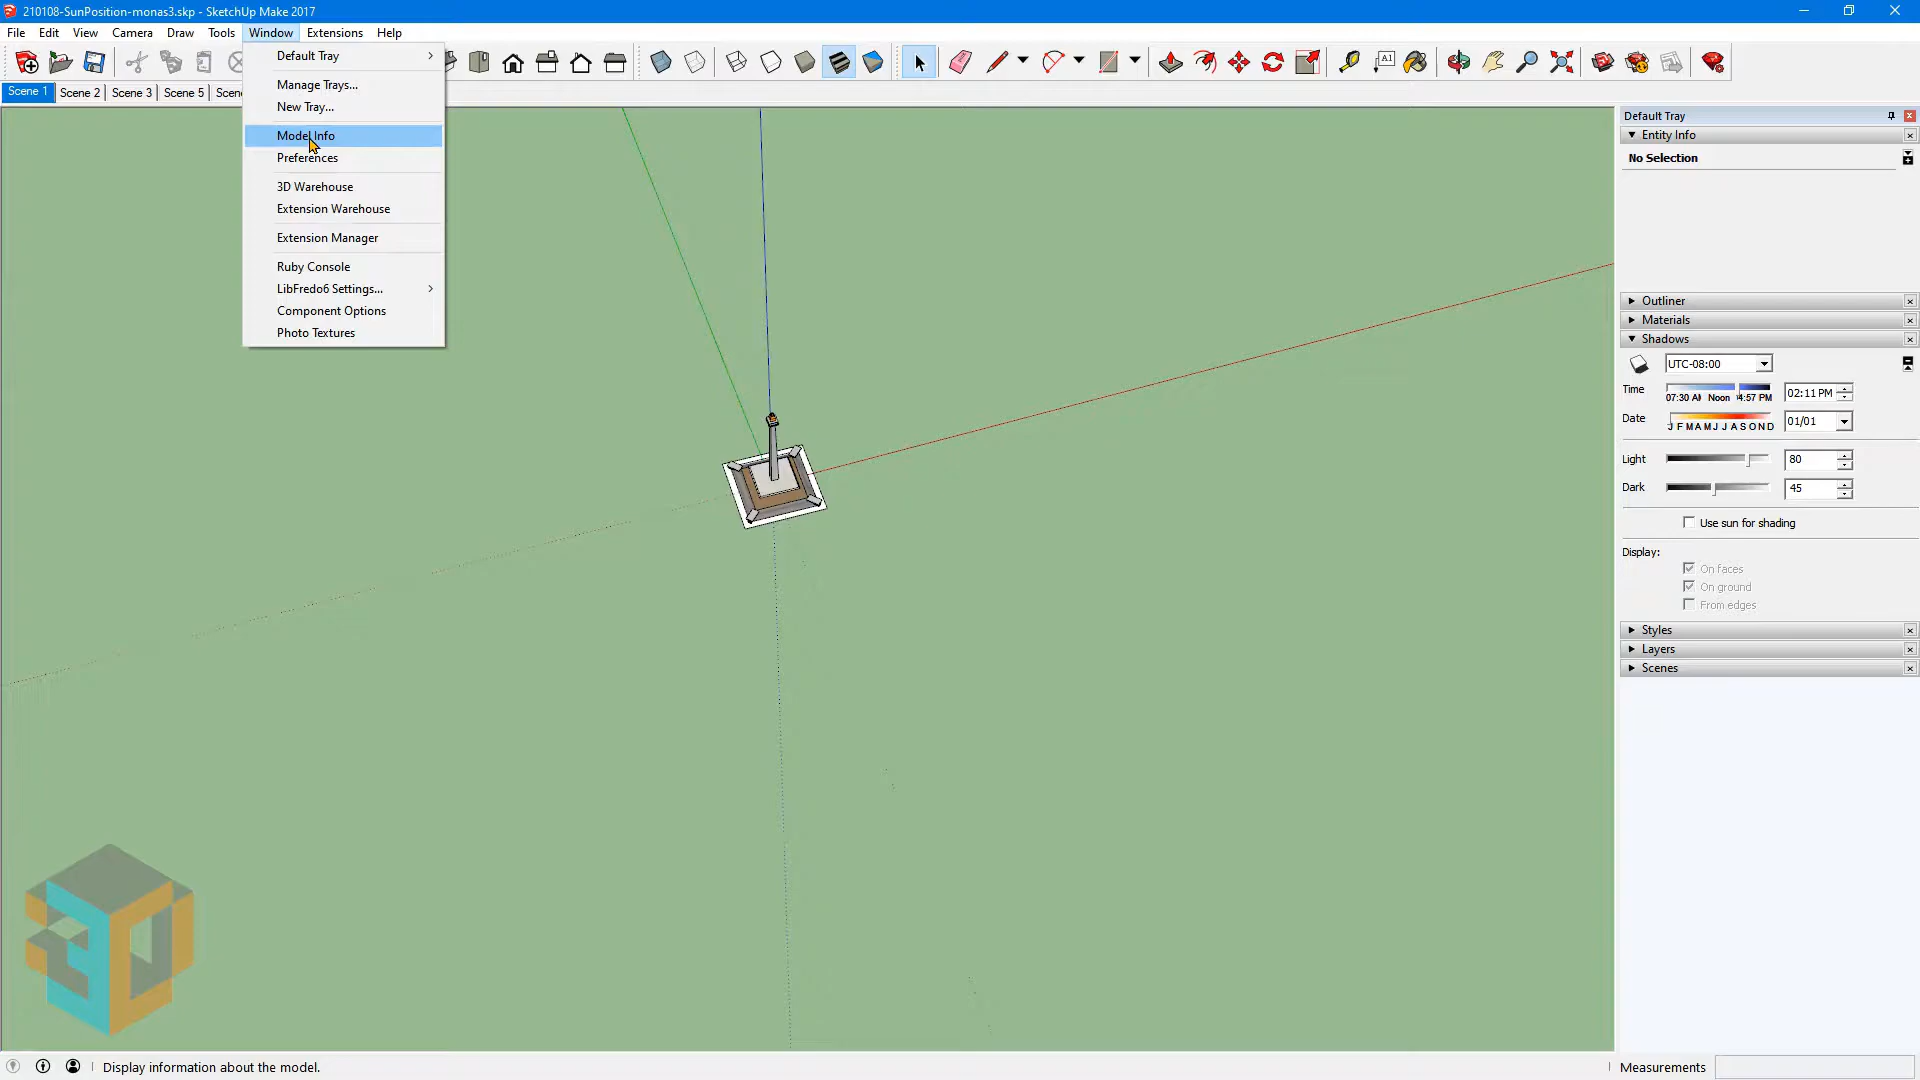 210108-SunPosition-monas3.skp - SketchUp Make 2017
File Edit View Camera Draw Tools Window Extensions Help
Scene 1 Scene 2 Scene 3 Scene 5 Scen
Default Tray
Manage Trays...
New Tray...
Model Info
Preferences
3D Warehouse
Extension Warehouse
Extension Manager
Ruby Console
LibFredo6 Settings...
Component Options
Photo Textures
A1
Default Tray
Entity Info
No Selection
Outliner
Materials
Shadows
UTC-08:00
Time 07:30 AM Noon 4:57 PM 02:11 PM
Date J F M A M J J A S O N D 01/01
Light 80
Dark 45
Use sun for shading
Display:
On faces
On ground
From edges
Styles
Layers
Scenes
3D
Display information about the model.
Measurements